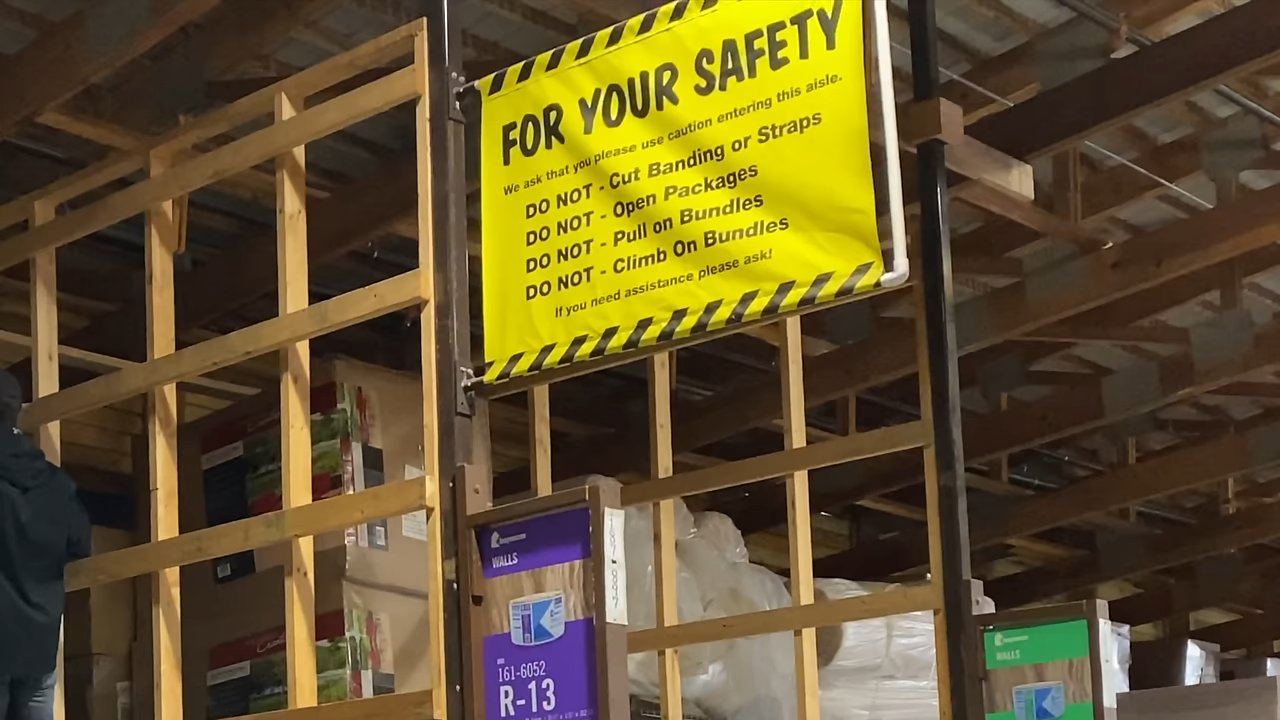 FOR YOUR SAFETY
We ask that you please use caution entering this aisle.
DO NOT - Cut Banding or Straps
DO NOT - Open Packages
DO NOT - Pull on Bundles
DO NOT - Climb On Bundles
If you need assistance please ask!
WALLS
161-6052
R-13
WALLS